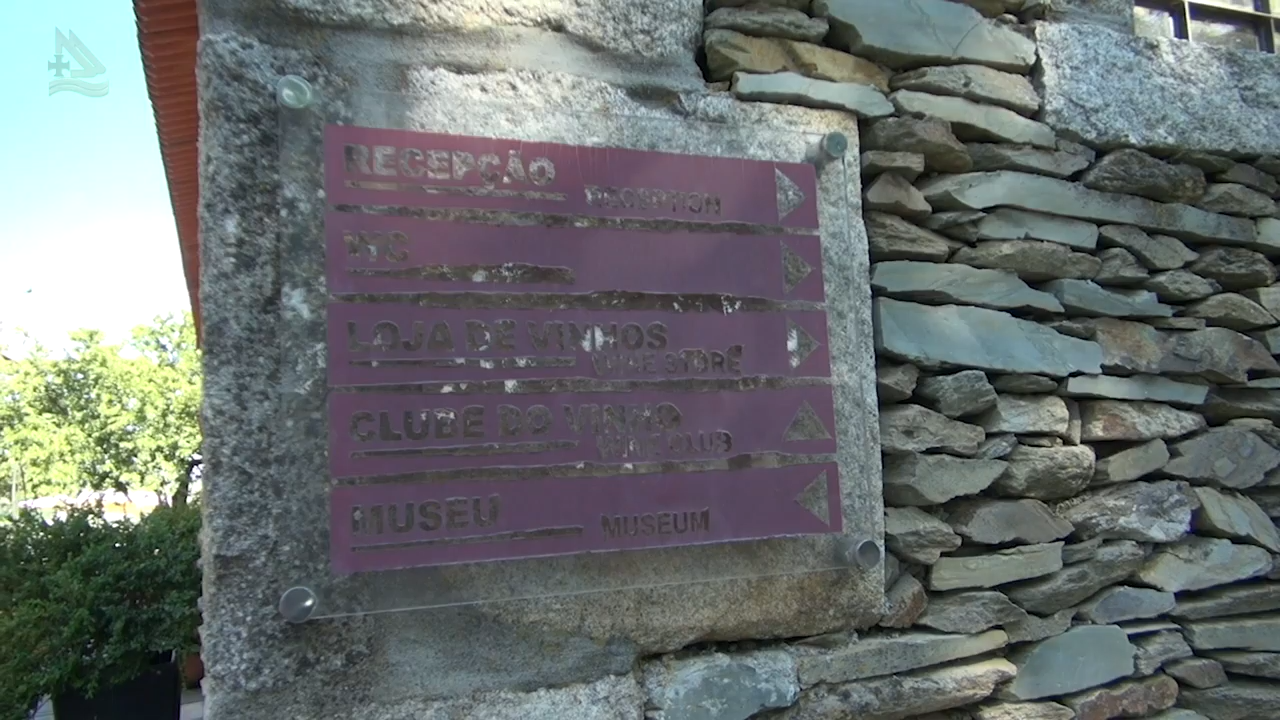 RECEPÇÃO
RECEPTION
WC
LOJA DE VINHOS
WINE STORE
CLUBE DO VINHO
WINE CLUB
MUSEU
MUSEUM